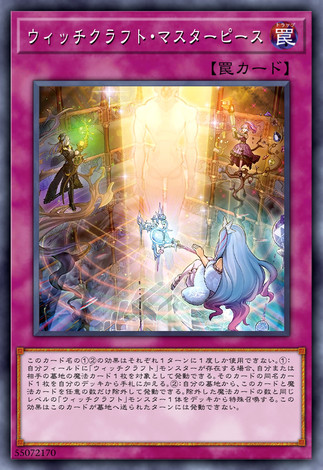 ウィッチクラフト・マスターピース
罠
トラップ
【罠カード】
このカード名の①②の効果はそれぞれ1ターンに1度しか使用できない。①:
自分フィールドに「ウィッチクラフト」モンスターが存在する場合、自分または
相手の墓地の魔法カード1枚を対象として発動できる。そのカードの同名カー
ド1枚を自分のデッキから手札に加える。②:自分の墓地から、このカードと魔法
カードを任意の数だけ除外して発動できる。除外した魔法カードの数と同じ
レベルの「ウィッチクラフト」モンスター1体をデッキから特殊召喚する。この
効果はこのカードが墓地へ送られたターンには発動できない。
55072170